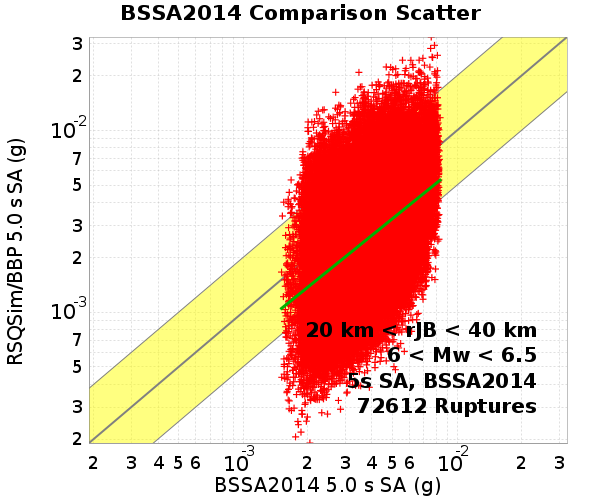 BSSA2014 Comparison Scatter
RSQSim/BBP 5.0 s SA (g)
3
2
10⁻²
7
5
3
2
10⁻³
7
5
3
2
20 km < rJB < 40 km
6 < Mw < 6.5
5s SA, BSSA2014
72612 Ruptures
2 3 4 5 6 10⁻³ 2 3 4 5 6 10⁻² 2 3
BSSA2014 5.0 s SA (g)